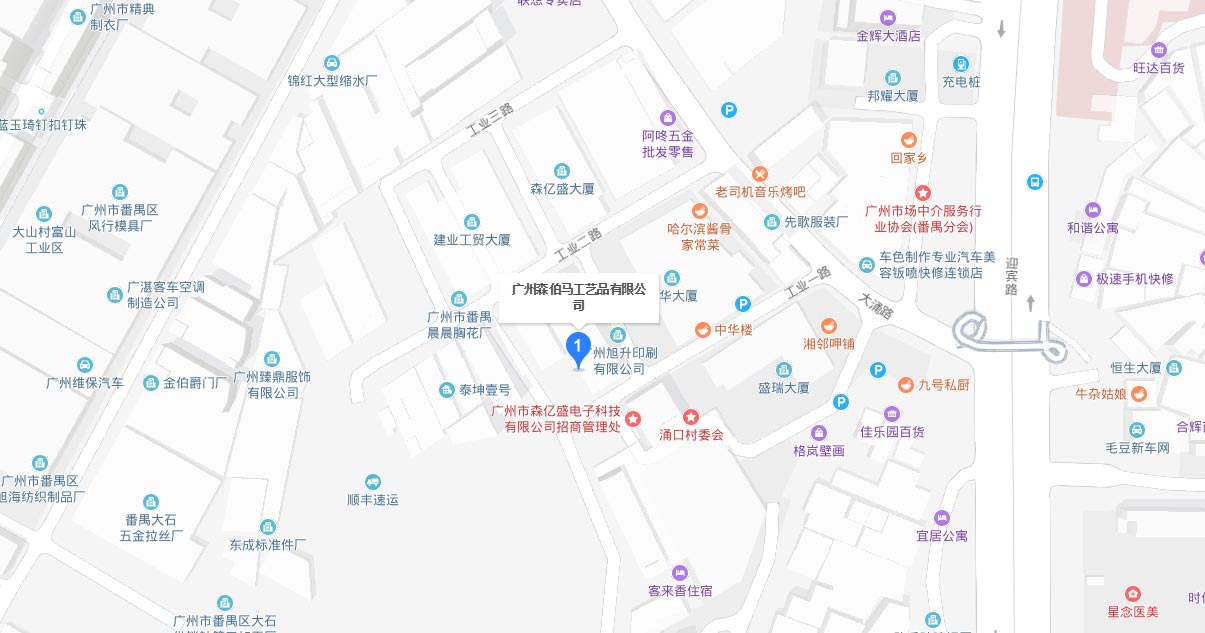 广州市精典
制衣厂
联想专卖店
金辉大酒店
旺达百货
锦红大型缩水厂
邦耀大厦
充电桩
蓝玉琦钉扣钉珠
工业三路
阿咚五金
批发零售
P
回家乡
老司机音乐烤吧
森亿盛大厦
广州市番禺区
风行模具厂
大山村富山
工业区
建业工贸大厦
工业二路
哈尔滨酱骨
家常菜
先歌服装厂
广州市场中介服务行
业协会(番禺分会)
和谐公寓
车色制作专业汽车美
容钣喷快修连锁店
迎宾路
极速手机快修
广湛客车空调
制造公司
广州森伯马工艺品有限公
司
华大厦
工业一路
大涌路
P
广州市番禺
晨晨胸花厂
中华楼
湘邻呷铺
1
州旭升印刷
有限公司
广州维保汽车
金伯爵门厂
广州臻鼎服饰
有限公司
泰坤壹号
盛瑞大厦
P
九号私厨
恒生大厦
牛杂姑娘
P
广州市森亿盛电子科技
有限公司招商管理处
涌口村委会
格岚壁画
佳乐园百货
毛豆新车网
合辉
广州市番禺区
旭海纺织制品厂
顺丰速运
番禺大石
五金拉丝厂
东成标准件厂
宜居公寓
客来香住宿
星念医美
时
广州市番禺区大石